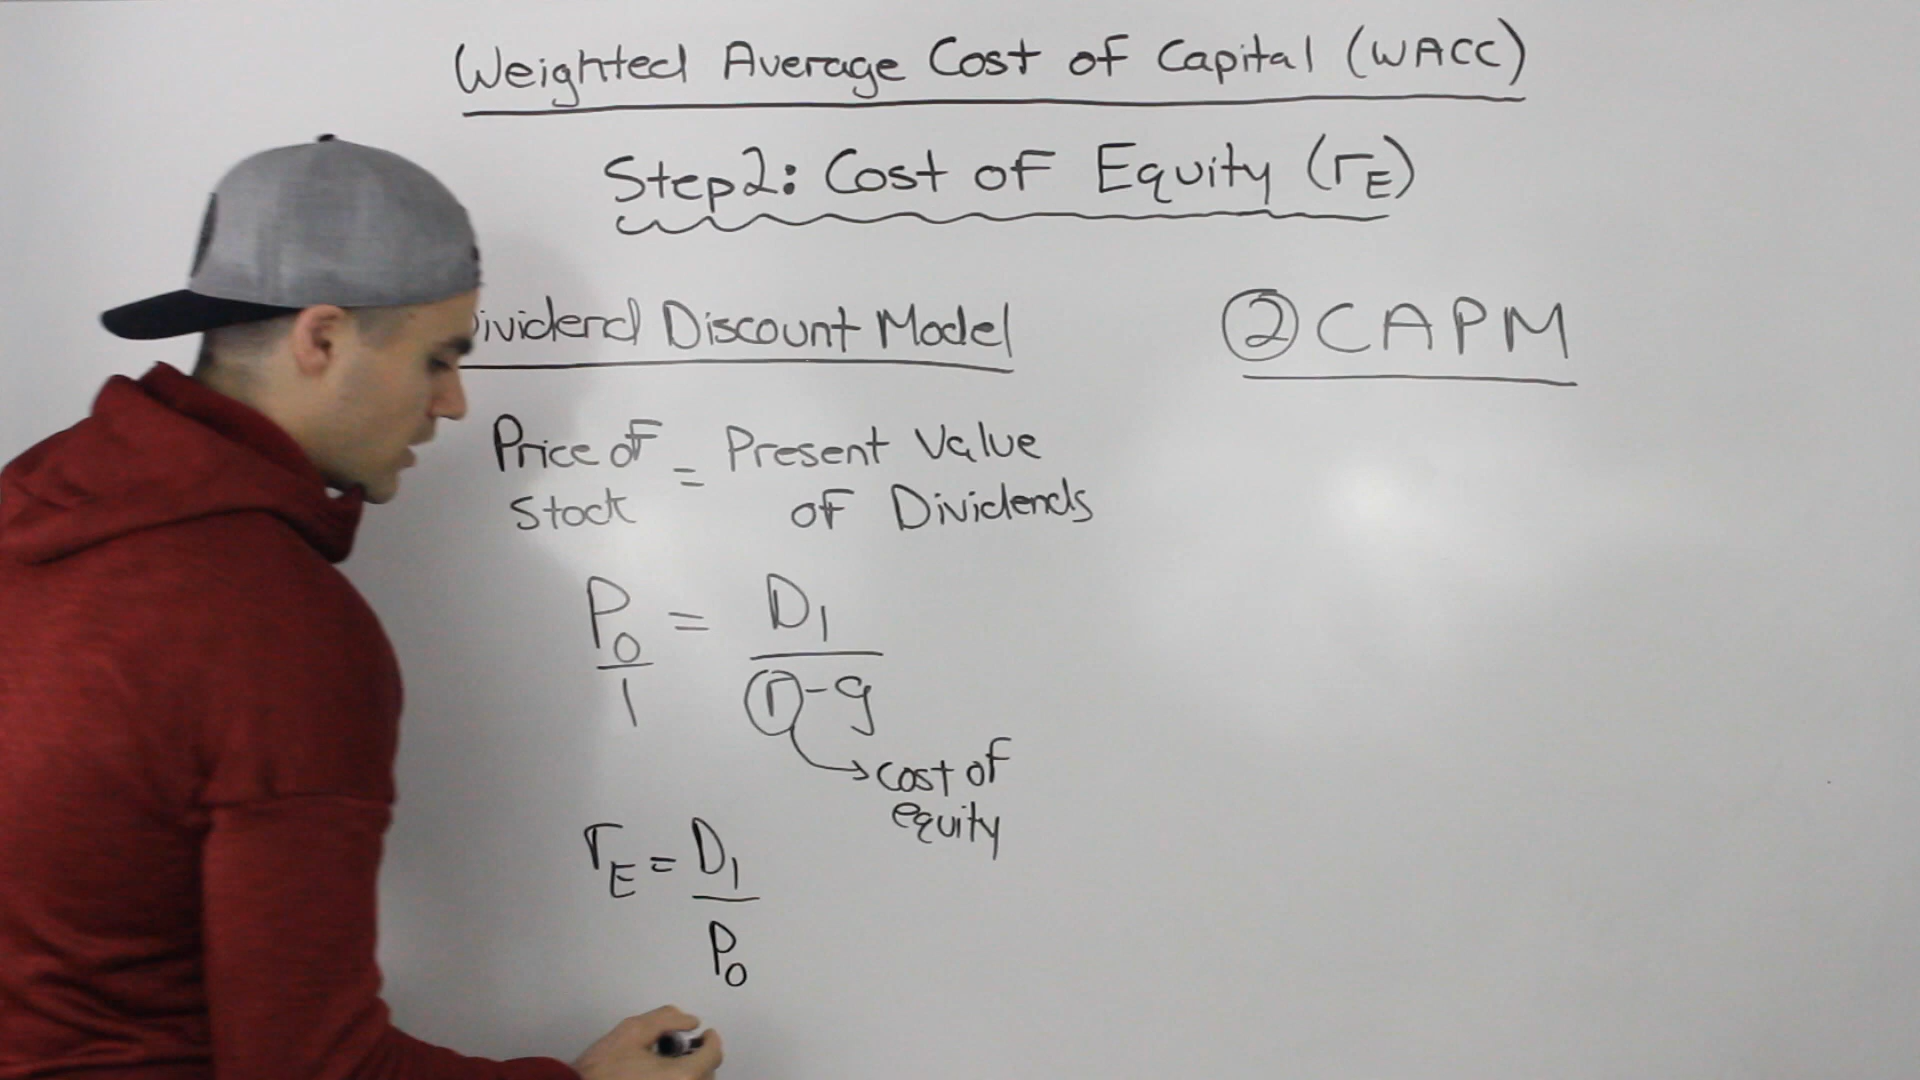 Weighted Average Cost of Capital (WACC)
Step2: Cost of Equity (rE)
ividend Discount Model
② CAPM
Price of = Present Value
Stock of Dividends
P0 = D1
1 r - g
cost of
equity
rE = D1
P0